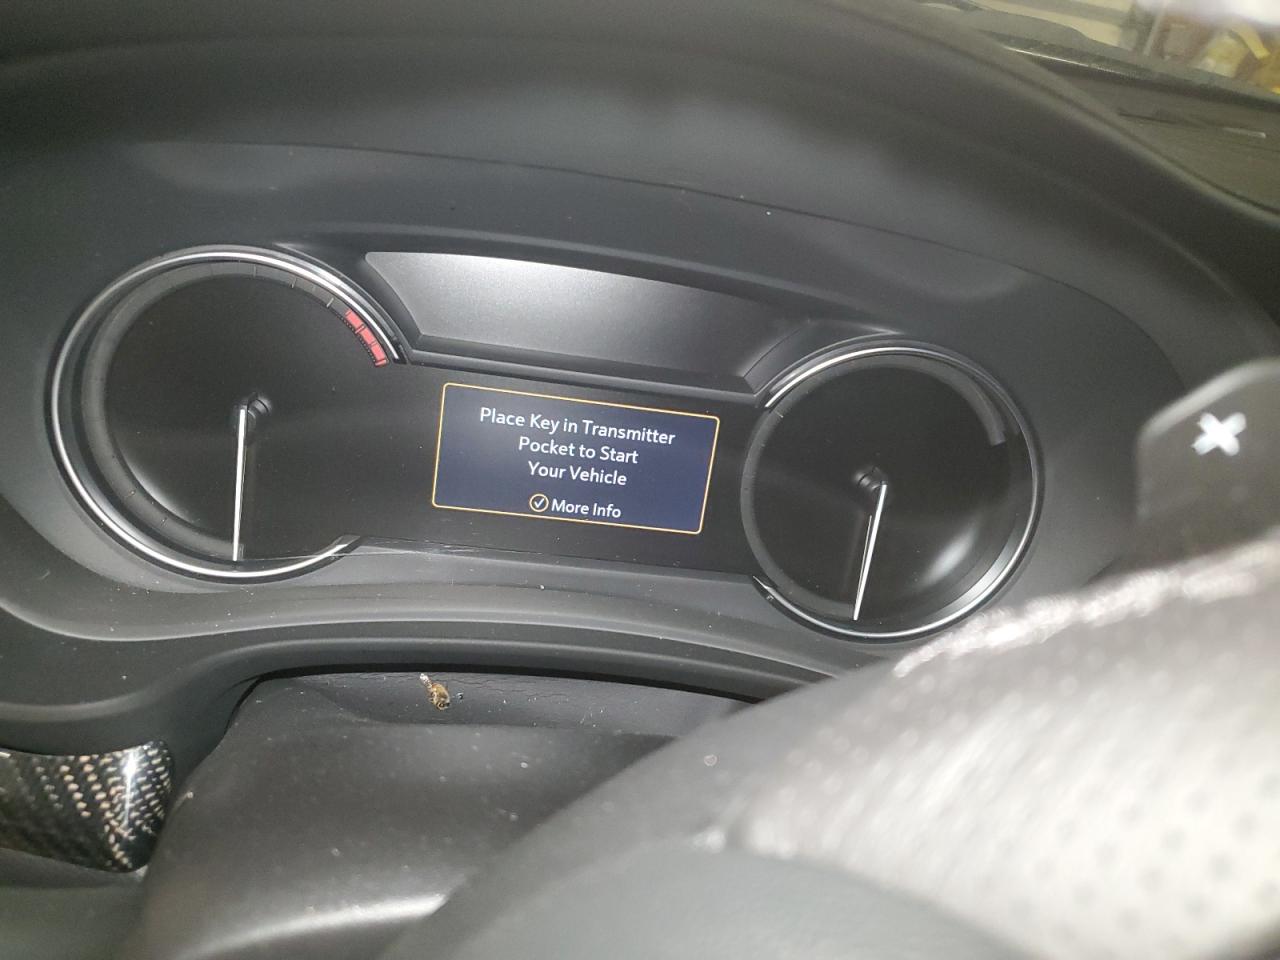 Place Key in Transmitter
Pocket to Start
Your Vehicle
More Info